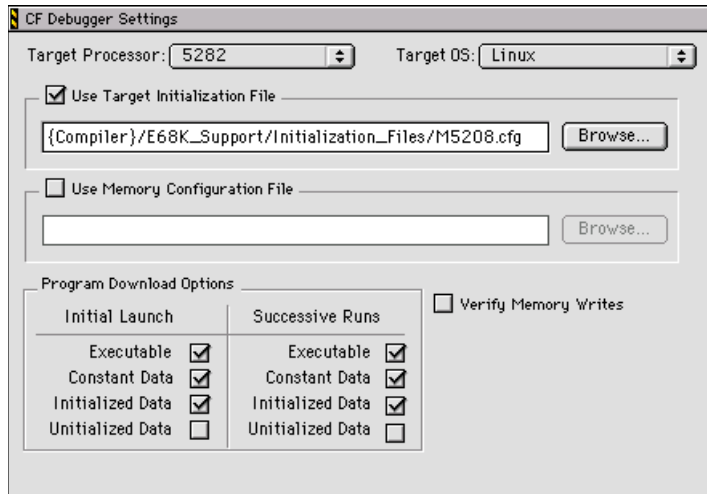 CF Debugger Settings
Target Processor: 5282 Target OS: Linux
Use Target Initialization File
{Compiler}/E68K_Support/Initialization_Files/M5208.cfg Browse...
Use Memory Configuration File
Browse...
Program Download Options
Initial Launch Successive Runs Verify Memory Writes
Executable Executable
Constant Data Constant Data
Initialized Data Initialized Data
Unitialized Data Unitialized Data